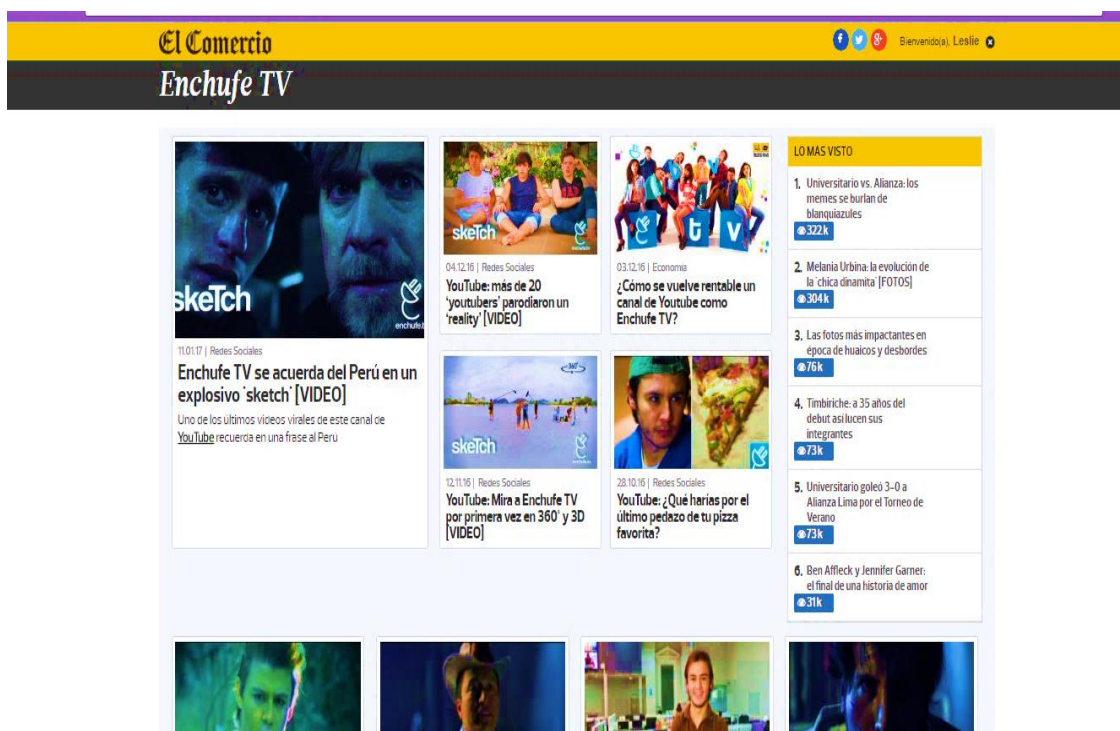 El Comercio
Bienvenido(a), Leslie
Enchufe TV
skeTch
enchufe.t
11.01.17 | Redes Sociales
Enchufe TV se acuerda del Perú en un
explosivo 'sketch' [VIDEO]
Uno de los últimos videos virales de este canal de
YouTube recuerda en una frase al Perú
skeTch
04.12.16 | Redes Sociales
YouTube: más de 20
'youtubers' parodiaron un
'reality' [VIDEO]
e t v
03.12.16 | Economía
¿Cómo se vuelve rentable un
canal de Youtube como
Enchufe TV?
360°
skeTch
12.11.16 | Redes Sociales
YouTube: Mira a Enchufe TV
por primera vez en 360° y 3D
[VIDEO]
28.10.16 | Redes Sociales
YouTube: ¿Qué harías por el
último pedazo de tu pizza
favorita?
LO MÁS VISTO
1. Universitario vs. Alianza: los
memes se burlan de
blanquiazules
322k
2. Melania Urbina: la evolución de
la 'chica dinamita' [FOTOS]
304k
3. Las fotos más impactantes en
época de huaicos y desbordes
76k
4. Timbiriche: a 35 años del
debut así lucen sus
integrantes
73k
5. Universitario goleó 3-0 a
Alianza Lima por el Torneo de
Verano
73k
6. Ben Affleck y Jennifer Garner:
el final de una historia de amor
31k